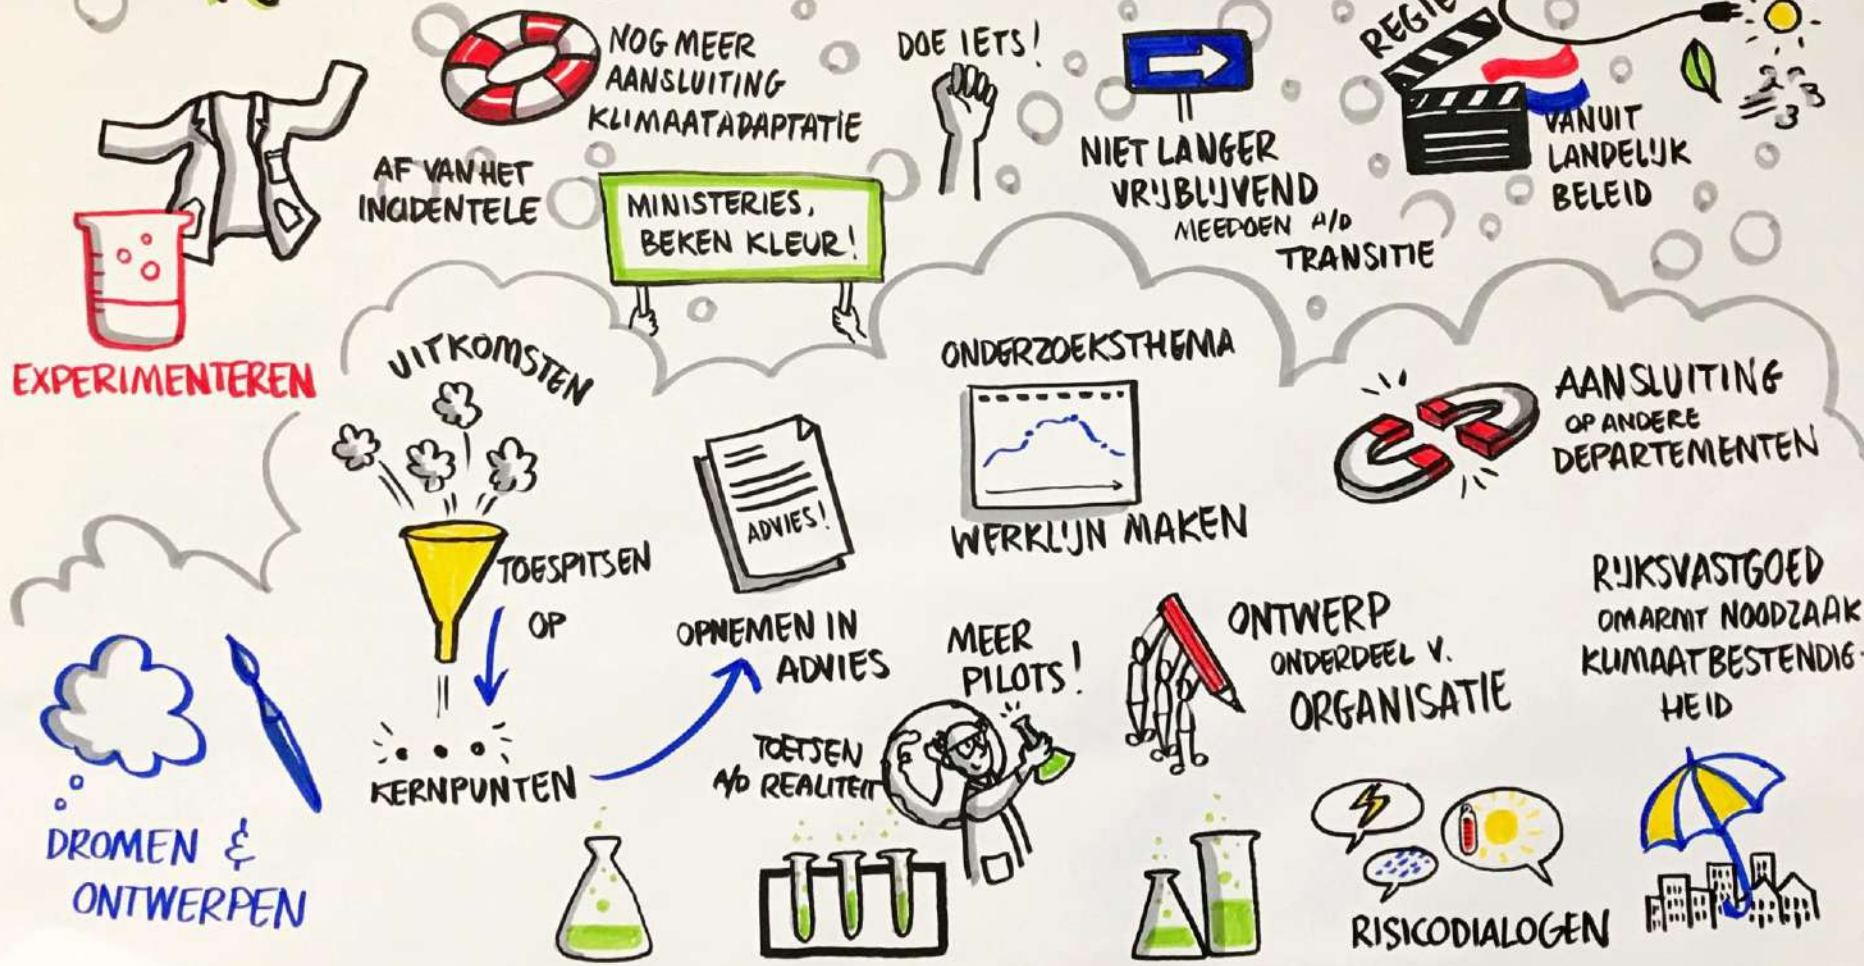 NOG MEER
AANSLUITING
KLIMAATADAPTATIE
DOE IETS!
REGIE
VANUIT
LANDELIJK
BELEID
AF VAN HET
INCIDENTELE
MINISTERIES,
BEKEN KLEUR!
NIET LANGER
VRIJBLIJVEND
MEEDOEN A/D
TRANSITIE
EXPERIMENTEREN
UITKOMSTEN
TOESPITSEN
OP
KERNPUNTEN
ADVIES!
OPNEMEN IN
ADVIES
ONDERZOEKSTHEMA
WERKLIJN MAKEN
AANSLUITING
OP ANDERE
DEPARTEMENTEN
DROMEN &
ONTWERPEN
TOETSEN
A/D REALITEIT
MEER
PILOTS!
ONTWERP
ONDERDEEL V.
ORGANISATIE
RIJKSVASTGOED
OMARMT NOODZAAK
KLIMAATBESTENDIG-
HEID
RISICODIALOGEN